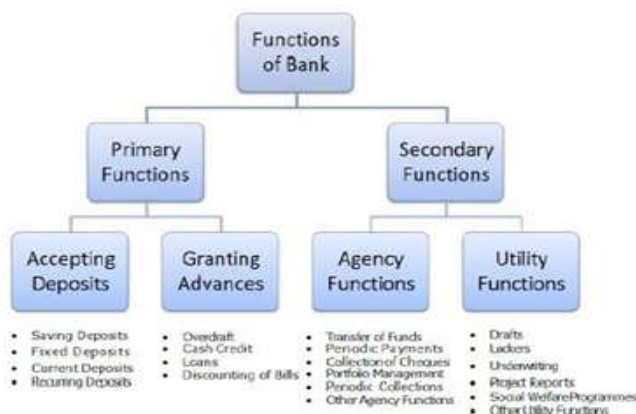 Functions
of Bank
Primary
Functions
Secondary
Functions
Accepting
Deposits
Granting
Advances
Agency
Functions
Utility
Functions
• Saving Deposits
• Fixed Deposits
• Current Deposits
• Recurring Deposits
• Overdraft
• Cash Credit
• Loans
• Discounting of Bills
• Transfer of Funds
• Periodic Payments
• Collection of Cheques
• Portfolio Management
• Periodic Collections
• Other Agency Functions
• Drafts
• Lockers
• Underwriting
• Project Reports
• Social Welfare Programmes
• Other Utility Functions